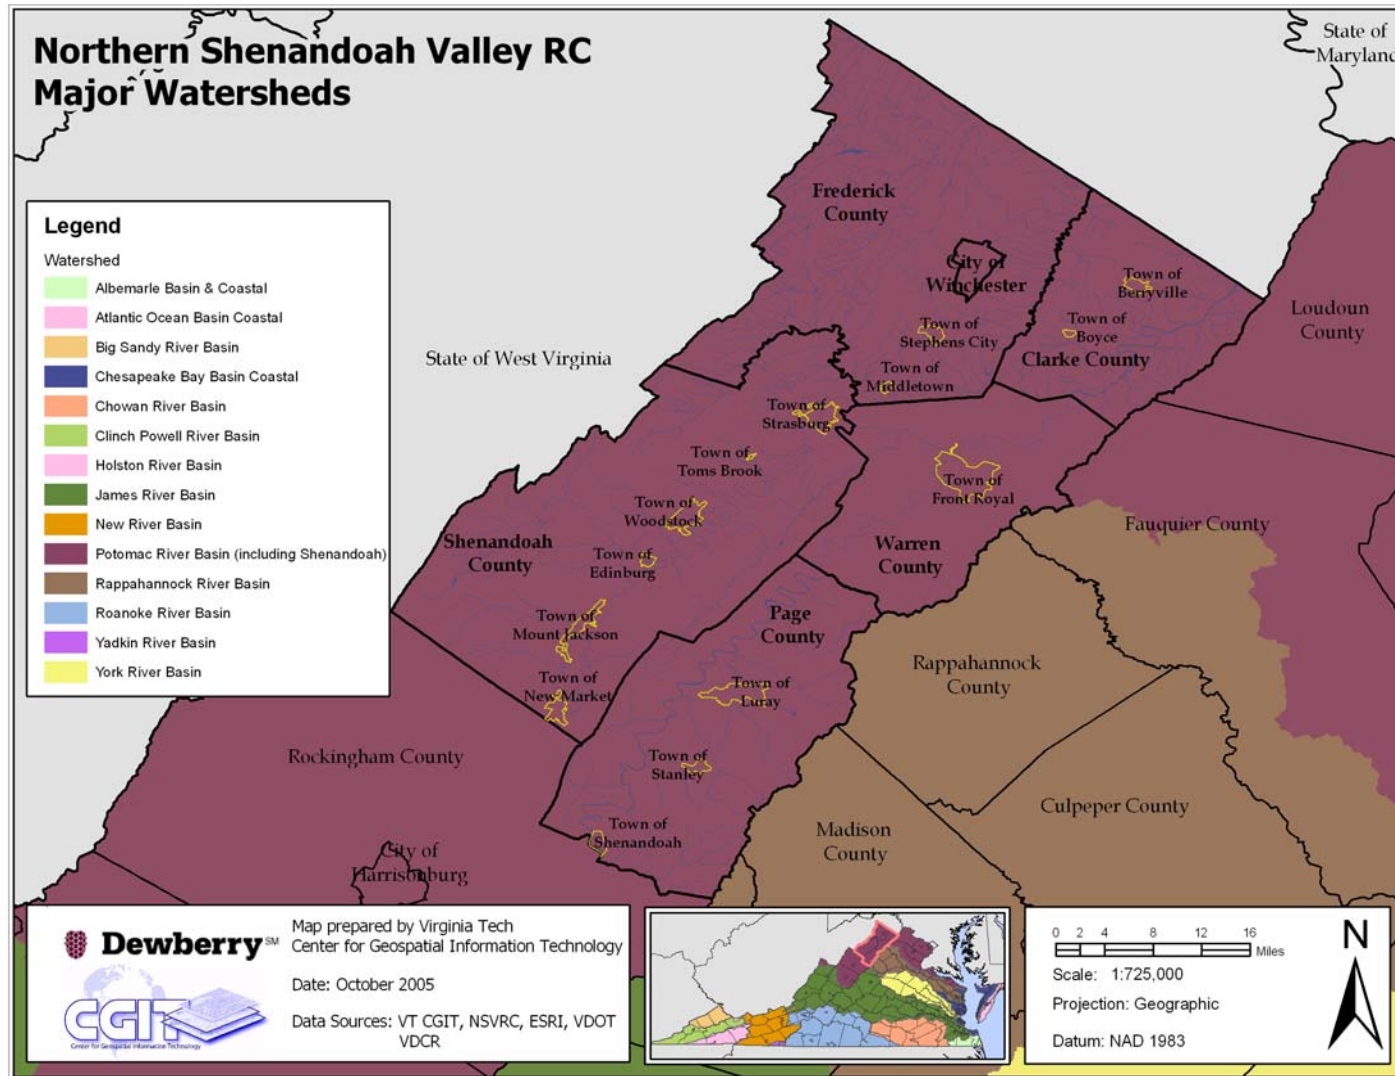 Northern Shenandoah Valley RC
Major Watersheds
State of
Maryland
Frederick
County
City of
Winchester
Town of
Berryville
Loudoun
County
Town of
Stephens City
Town of
Boyce
Clarke County
State of West Virginia
Town of
Middletown
Town of
Strasburg
Town of
Toms Brook
Town of
Front Royal
Town of
Woodstock
Fauquier County
Shenandoah
County
Town of
Edinburg
Warren
County
Town of
Mount Jackson
Page
County
Rappahannock
County
Town of
New Market
Town of
Luray
Rockingham County
Town of
Stanley
Culpeper County
Town of
Shenandoah
Madison
County
City of
Harrisonburg
Legend
Watershed
Albemarle Basin & Coastal
Atlantic Ocean Basin Coastal
Big Sandy River Basin
Chesapeake Bay Basin Coastal
Chowan River Basin
Clinch Powell River Basin
Holston River Basin
James River Basin
New River Basin
Potomac River Basin (including Shenandoah)
Rappahannock River Basin
Roanoke River Basin
Yadkin River Basin
York River Basin
Dewberry SM
CGIT
Center for Geospatial Information Technology
Map prepared by Virginia Tech
Center for Geospatial Information Technology
Date: October 2005
Data Sources: VT CGIT, NSVRC, ESRI, VDOT
VDCR
0 2 4 8 12 16
Miles
Scale: 1:725,000
Projection: Geographic
Datum: NAD 1983
N